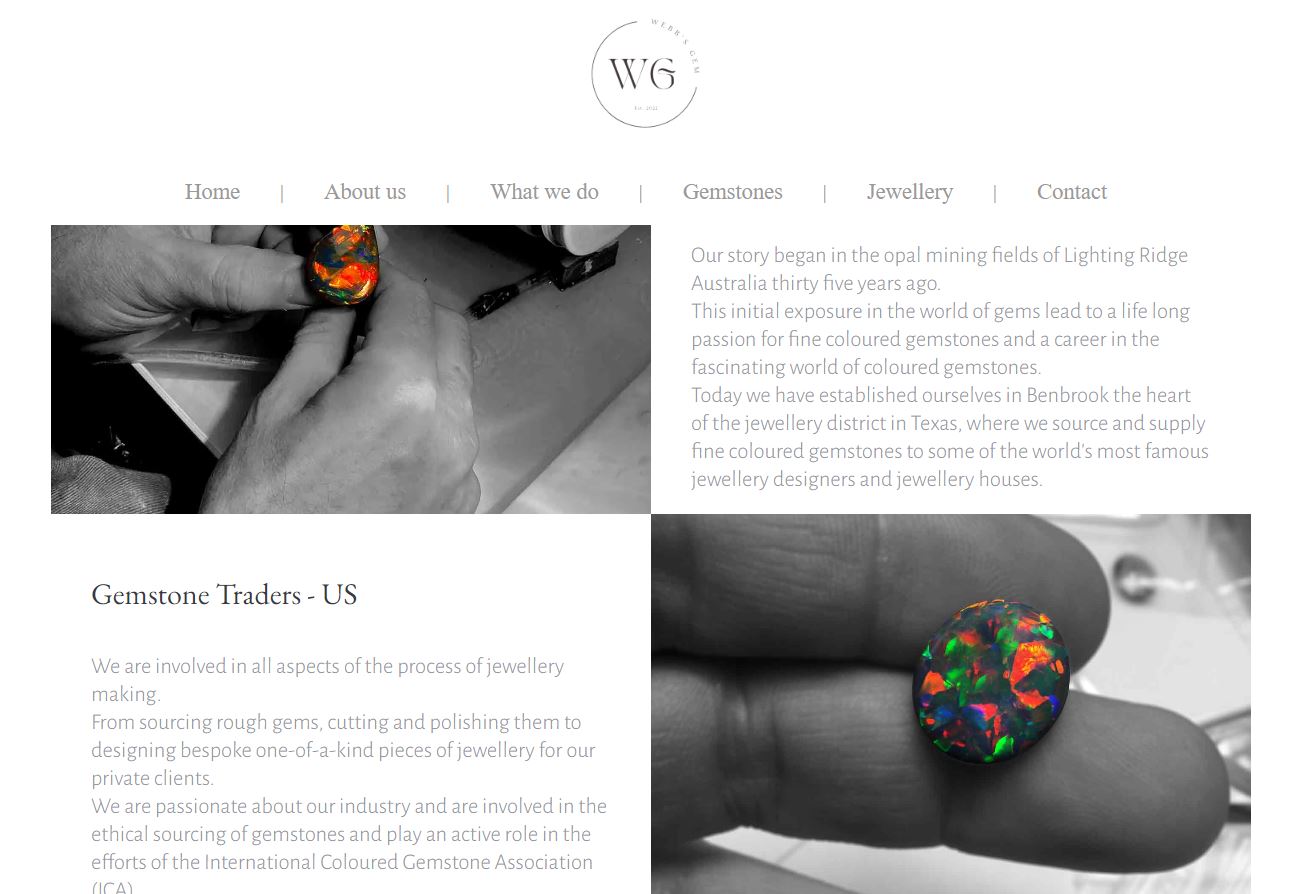 WEBB'S GEM
WG
Est. 2022
Home | About us | What we do | Gemstones | Jewellery | Contact
Our story began in the opal mining fields of Lighting Ridge
Australia thirty five years ago.
This initial exposure in the world of gems lead to a life long
passion for fine coloured gemstones and a career in the
fascinating world of coloured gemstones.
Today we have established ourselves in Benbrook the heart
of the jewellery district in Texas, where we source and supply
fine coloured gemstones to some of the world's most famous
jewellery designers and jewellery houses.
Gemstone Traders - US
We are involved in all aspects of the process of jewellery
making.
From sourcing rough gems, cutting and polishing them to
designing bespoke one-of-a-kind pieces of jewellery for our
private clients.
We are passionate about our industry and are involved in the
ethical sourcing of gemstones and play an active role in the
efforts of the International Coloured Gemstone Association
(ICA)